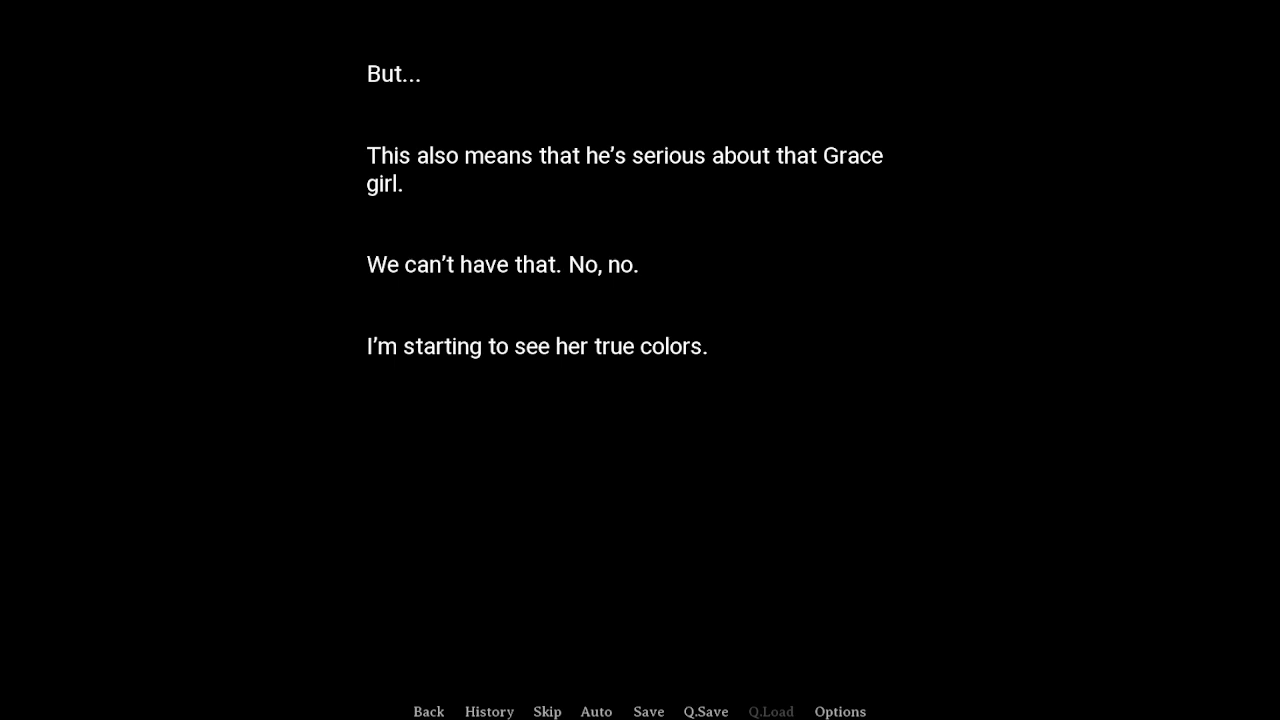 But...
This also means that he’s serious about that Grace
girl.
We can’t have that. No, no.
I’m starting to see her true colors.
Back History Skip Auto Save Q.Save Q.Load Options